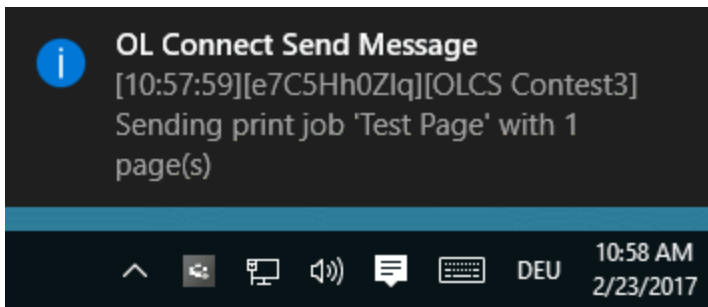 OL Connect Send Message
[10:57:59][e7C5Hh0ZIq][OLCS Contest3]
Sending print job 'Test Page' with 1
page(s)
DEU
10:58 AM
2/23/2017